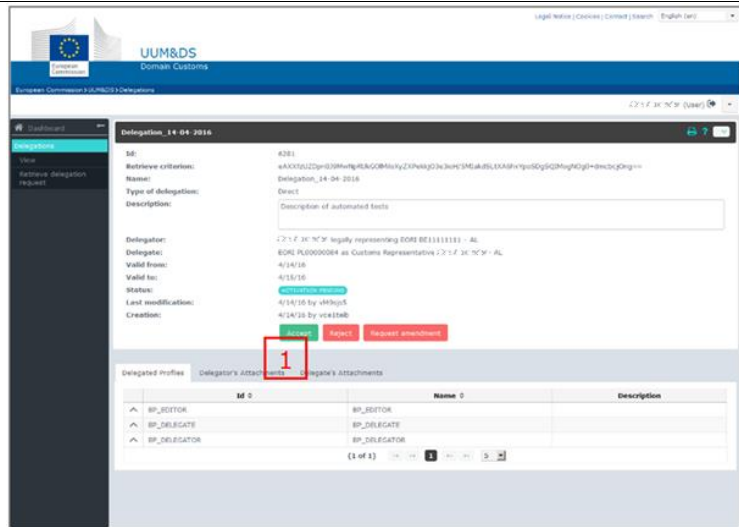 Legal Notice | Cookies | Contact | Search English (en)
European
Commission
UUM&DS
Domain Customs
European Commission > UUM&DS > Delegations
(User)
Dashboard
Delegations
View
Retrieve delegation
request
Delegation_14-04-2016
Id: 6281
Retrieve criterion:
Name: Delegation_14-04-2016
Type of delegation: Direct
Description: Description of automated tests
Delegator: legally representing EORI BE11111111 - AL
Delegate: EORI PL00000084 as Customs Representative - AL
Valid from: 4/14/16
Valid to: 4/15/16
Status: ACTIVATION PENDING
Last modification: 4/14/16 by
Creation: 4/14/16 by
Accept Reject Request amendment
1
Delegated Profiles Delegator's Attachments Delegate's Attachments
Id Name Description
BP_EDITOR BP_EDITOR
BP_DELEGATE BP_DELEGATE
BP_DELEGATOR BP_DELEGATOR
(1 of 1) 1 5